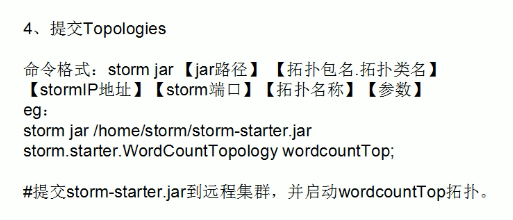 4、提交Topologies
命令格式：storm jar 【jar路径】 【拓扑包名.拓扑类名】
【stormIP地址】【storm端口】【拓扑名称】【参数】
eg：
storm jar /home/storm/storm-starter.jar
storm.starter.WordCountTopology wordcountTop;
#提交storm-starter.jar到远程集群，并启动wordcountTop拓扑。